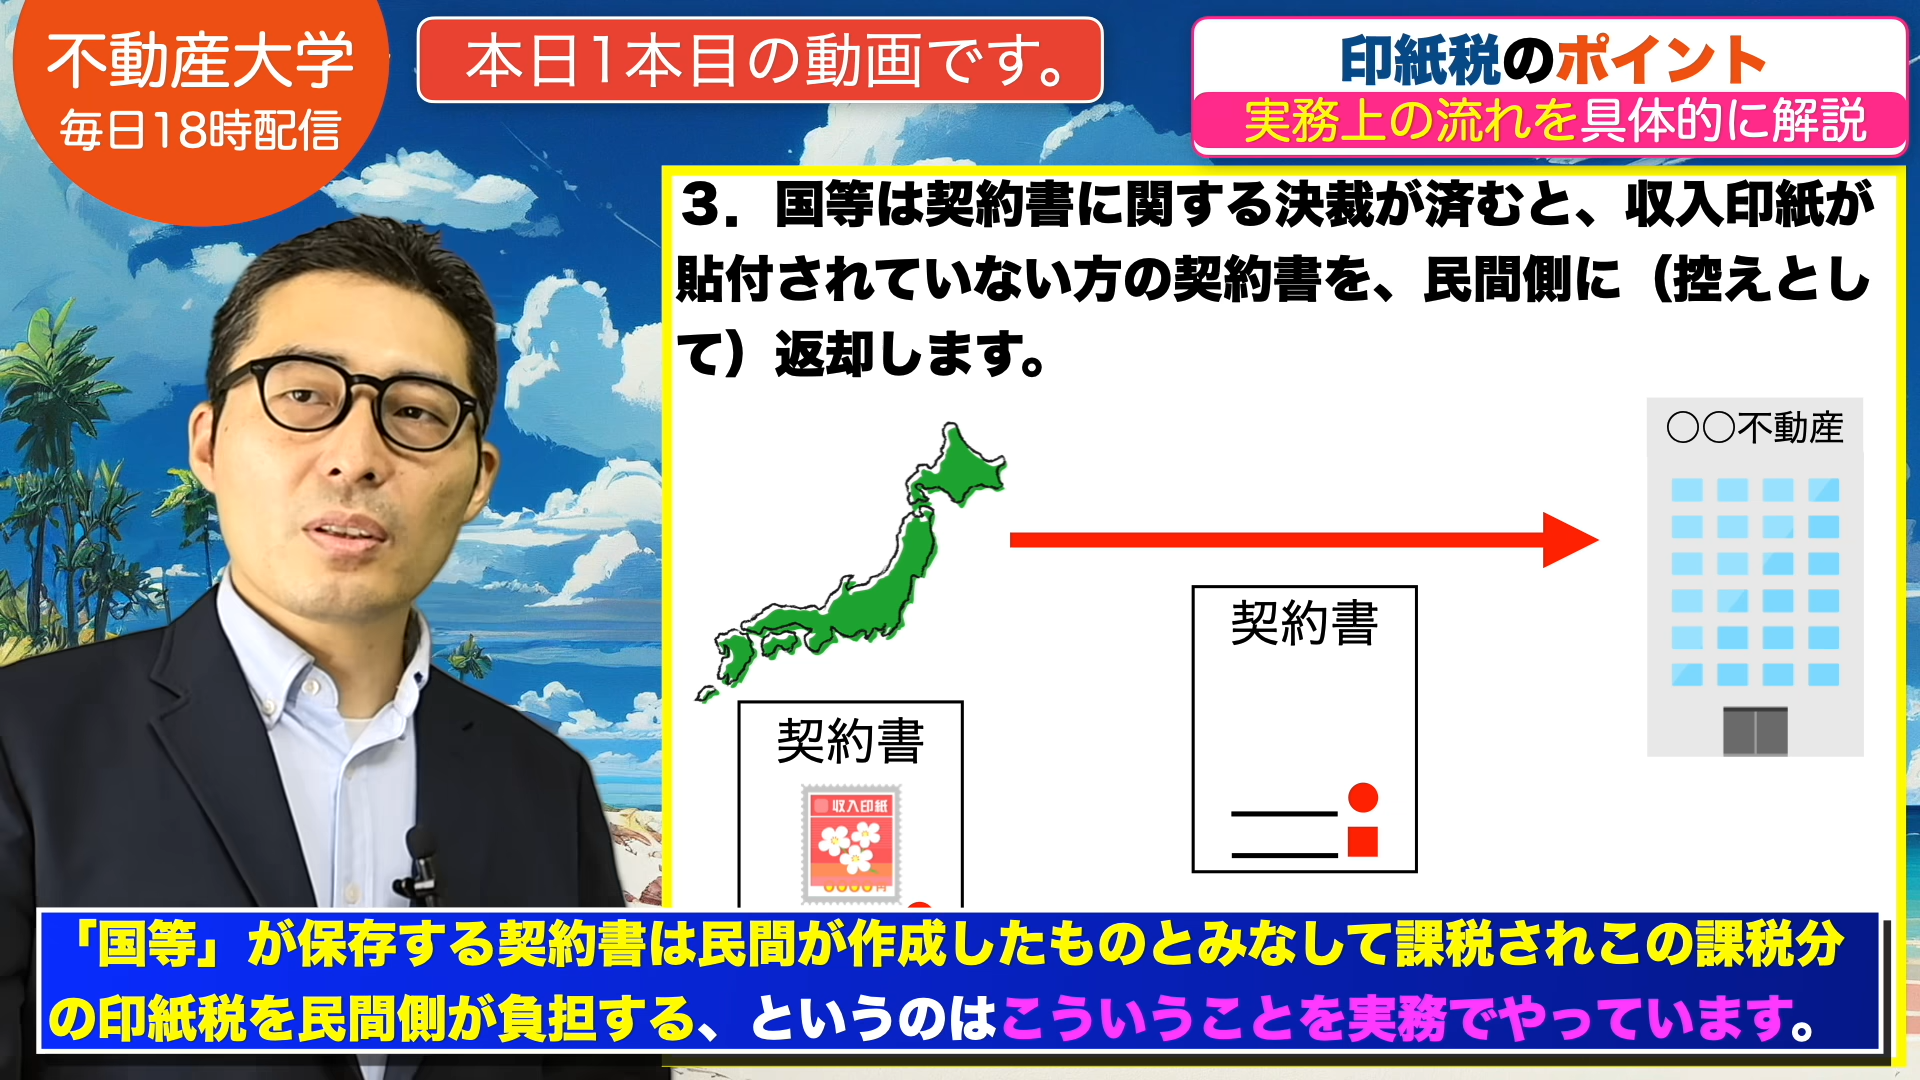 不動産大学
毎日18時配信
本日1本目の動画です。
印紙税のポイント
実務上の流れを具体的に解説
3．国等は契約書に関する決裁が済むと、収入印紙が
貼付されていない方の契約書を、民間側に（控えとし
て）返却します。
〇〇不動産
契約書
契約書
収入印紙
「国等」が保存する契約書は民間が作成したものとみなして課税されこの課税分
の印紙税を民間側が負担する、というのはこういうことを実務でやっています。